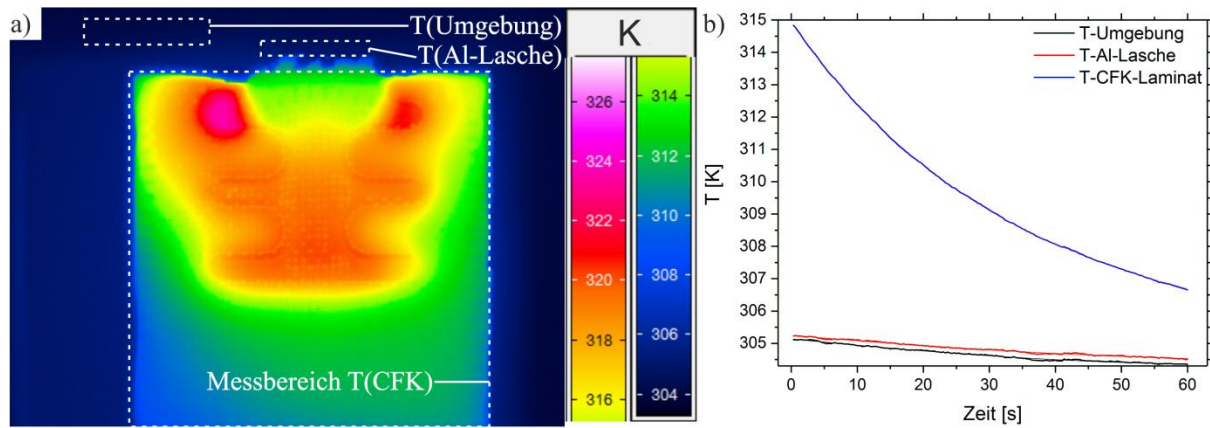 a)
T(Umgebung)
T(Al-Lasche)
Messbereich T(CFK)
K
326
324
322
320
318
316
314
312
310
308
306
304
b)
315
314
313
312
311
310
309
308
307
306
305
T [K]
T-Umgebung
T-Al-Lasche
T-CFK-Laminat
0 10 20 30 40 50 60
Zeit [s]